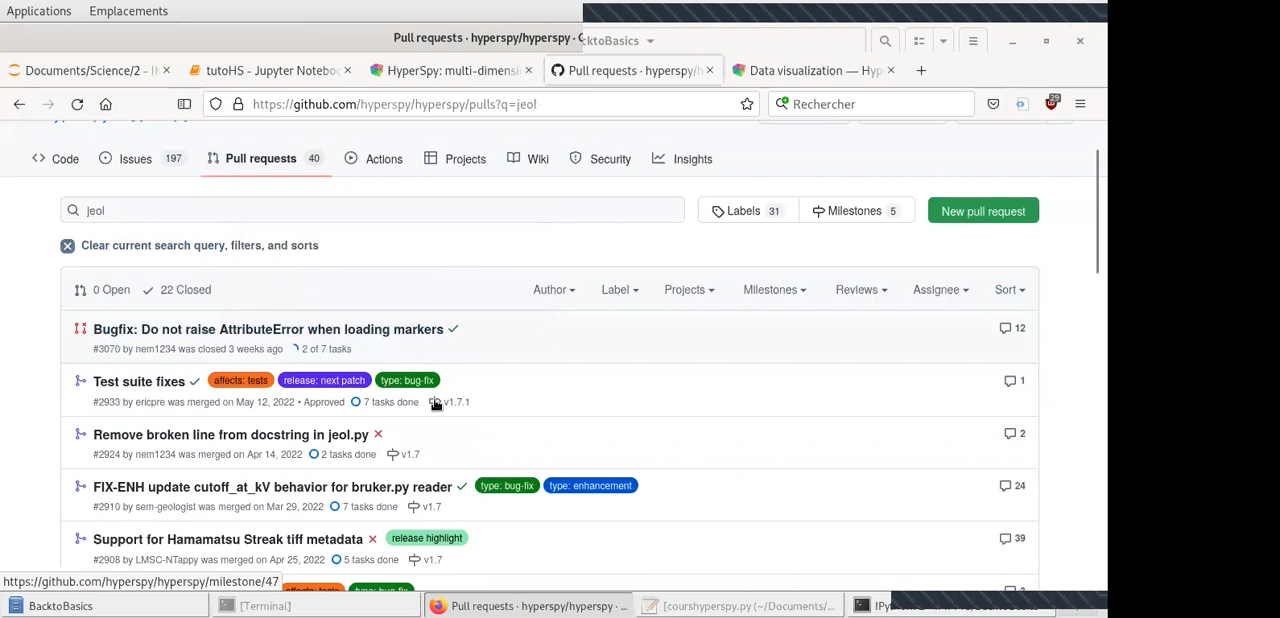 Applications Emplacements
Pull requests · hyperspy/hyperspy · cktoBasics
Documents/Science/2 - I tutoHS - Jupyter Noteboo HyperSpy: multi-dimensi Pull requests · hyperspy/h Data visualization — Hyp
https://github.com/hyperspy/hyperspy/pulls?q=jeol Rechercher 29
Code Issues 197 Pull requests 40 Actions Projects Wiki Security Insights
jeol Labels 31 Milestones 5 New pull request
Clear current search query, filters, and sorts
0 Open 22 Closed Author Label Projects Milestones Reviews Assignee Sort
Bugfix: Do not raise AttributeError when loading markers 12
#3070 by nem1234 was closed 3 weeks ago 2 of 7 tasks
Test suite fixes affects: tests release: next patch type: bug-fix 1
#2933 by ericpre was merged on May 12, 2022 • Approved 7 tasks done v1.7.1
Remove broken line from docstring in jeol.py 2
#2924 by nem1234 was merged on Apr 14, 2022 2 tasks done v1.7
FIX-ENH update cutoff_at_kV behavior for bruker.py reader type: bug-fix type: enhancement 24
#2910 by sem-geologist was merged on Mar 29, 2022 7 tasks done v1.7
Support for Hamamatsu Streak tiff metadata release highlight 39
#2908 by LMSC-NTappy was merged on Apr 25, 2022 5 tasks done v1.7
https://github.com/hyperspy/hyperspy/milestone/47
BacktoBasics [Terminal] Pull requests · hyperspy/hyperspy · ... [courshyperspy.py (~/Documents/...